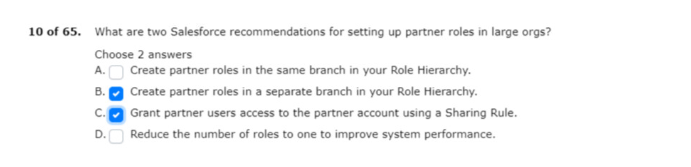 10 of 65. What are two Salesforce recommendations for setting up partner roles in large orgs?
Choose 2 answers
A. Create partner roles in the same branch in your Role Hierarchy.
B. Create partner roles in a separate branch in your Role Hierarchy.
C. Grant partner users access to the partner account using a Sharing Rule.
D. Reduce the number of roles to one to improve system performance.